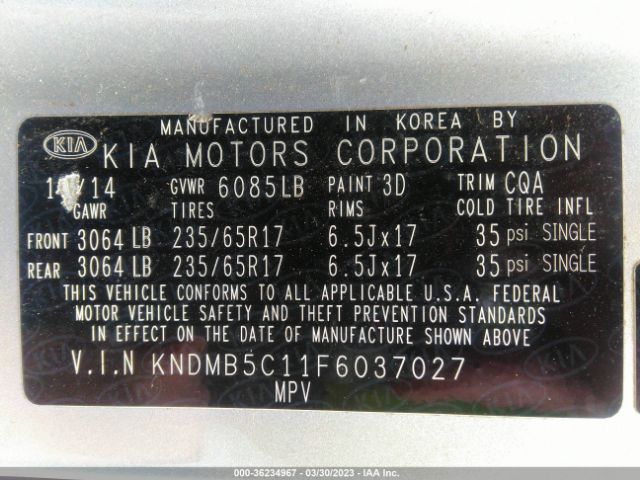 MANUFACTURED IN KOREA BY
KIA KIA MOTORS CORPORATION
/14 GVWR 6085LB PAINT 3D TRIM CQA
GAWR TIRES RIMS COLD TIRE INFL
FRONT 3064 LB 235/65R17 6.5Jx17 35 psi SINGLE
REAR 3064 LB 235/65R17 6.5Jx17 35 psi SINGLE
THIS VEHICLE CONFORMS TO ALL APPLICABLE U.S.A. FEDERAL
MOTOR VEHICLE SAFETY AND THEFT PREVENTION STANDARDS
IN EFFECT ON THE DATE OF MANUFACTURE SHOWN ABOVE
V.I.N KNDMB5C11F6037027
MPV
000-36234967 — 03/30/2023 — IAA Inc.